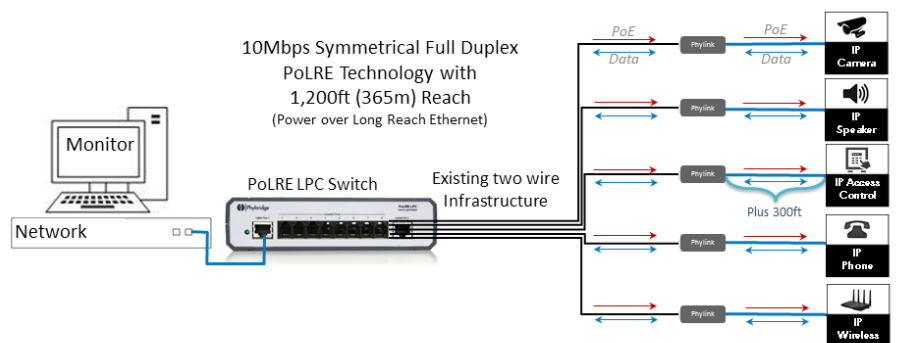 10Mbps Symmetrical Full Duplex
PoLRE Technology with
1,200ft (365m) Reach
(Power over Long Reach Ethernet)
Monitor
Network
PoLRE LPC Switch
Phybridge
Existing two wire
Infrastructure
PoE
Data
Phylink
PoE
Data
IP
Camera
Phylink
IP
Speaker
Phylink
Plus 300ft
IP Access
Control
Phylink
IP
Phone
Phylink
IP
Wireless